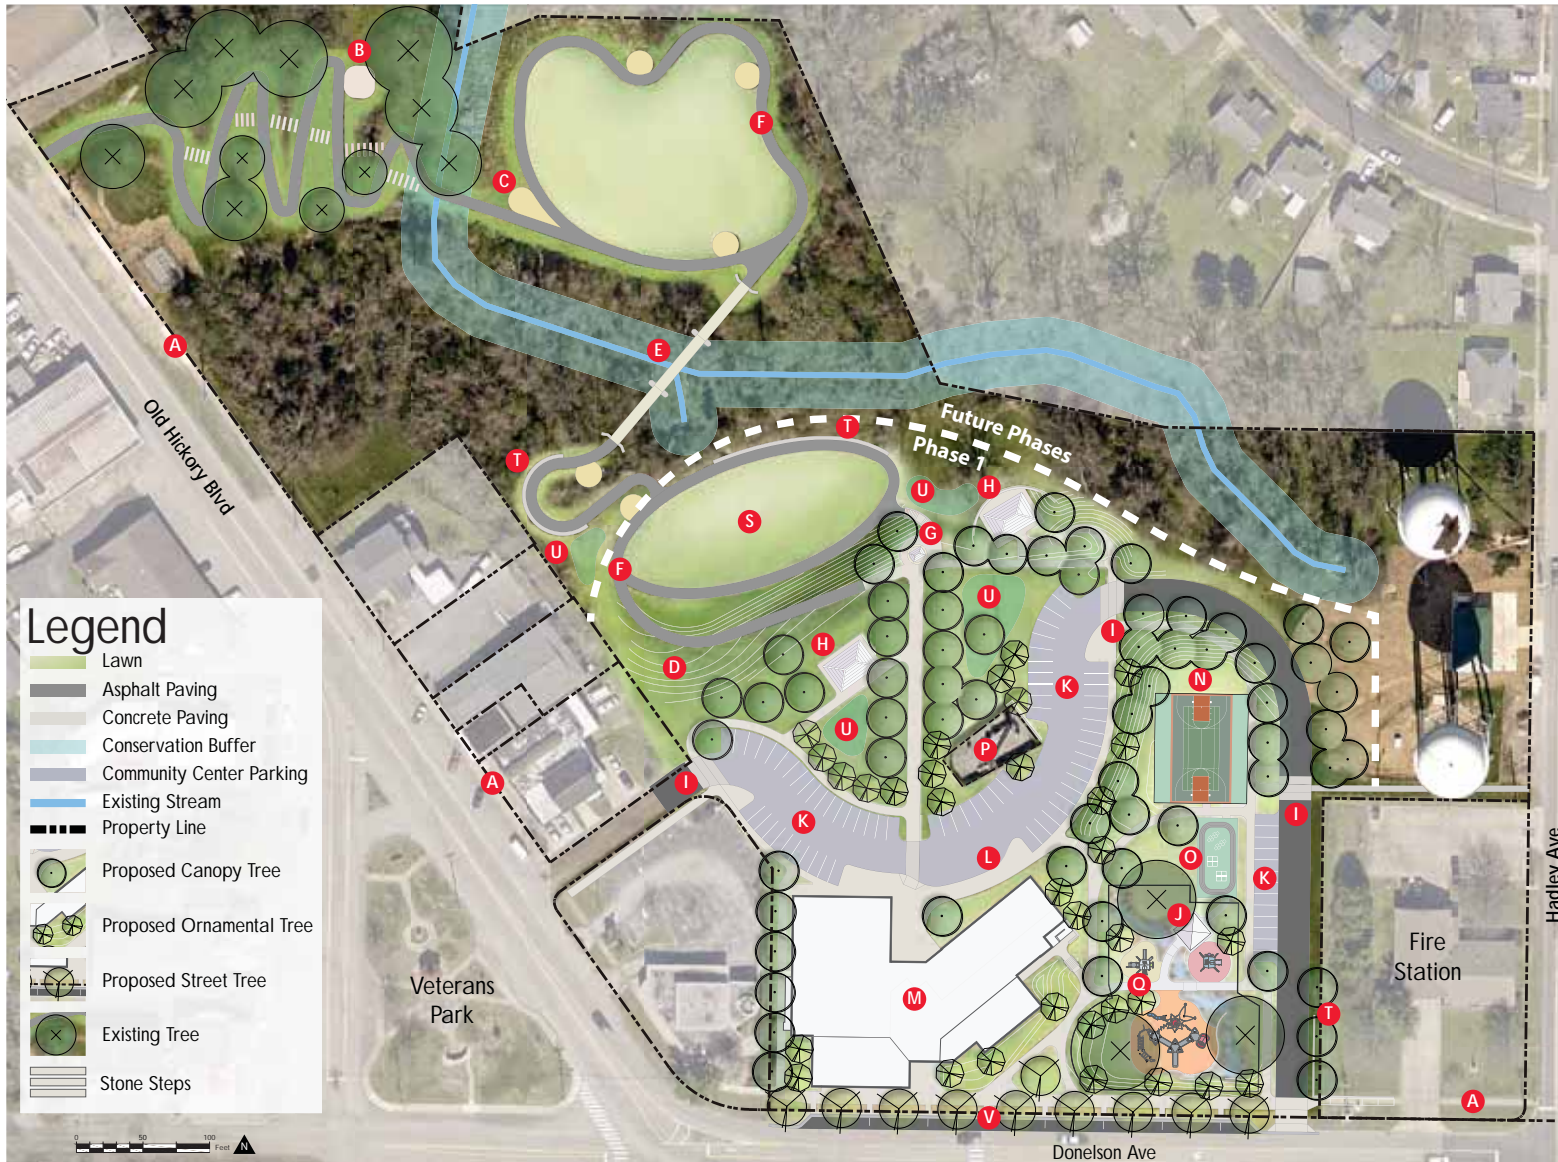 B
F
C
A
E
Old Hickory Blvd
Future Phases
Phase 1
T
T
U
H
S
G
U
F
U
I
H
D
N
K
U
P
A
I
K
I
L
O
K
J
Hadley Ave
Fire
Station
Q
M
T
Veterans
Park
A
V
Donelson Ave
Legend
Lawn
Asphalt Paving
Concrete Paving
Conservation Buffer
Community Center Parking
Existing Stream
Property Line
Proposed Canopy Tree
Proposed Ornamental Tree
Proposed Street Tree
Existing Tree
Stone Steps
0 50 100
Feet N